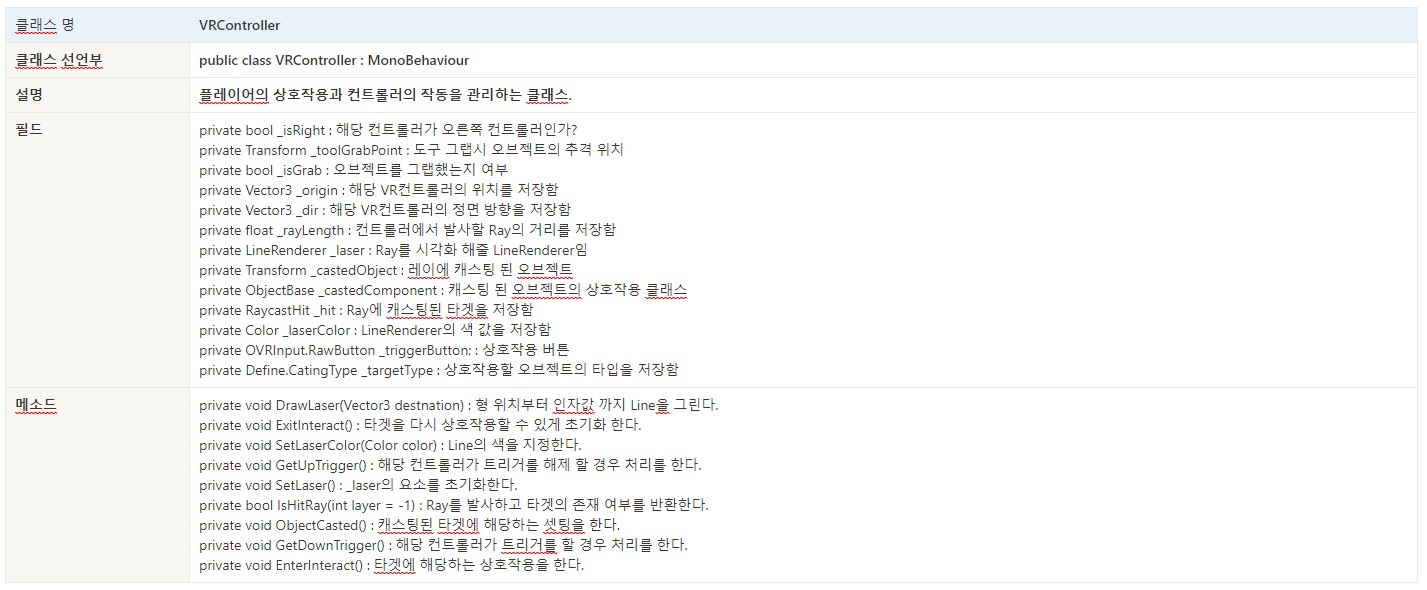 클래스 명 VRController
클래스 선언부 public class VRController : MonoBehaviour
설명 플레이어의 상호작용과 컨트롤러의 작동을 관리하는 클래스.
필드 private bool _isRight : 해당 컨트롤러가 오른쪽 컨트롤러인가?
private Transform _toolGrabPoint : 도구 그랩시 오브젝트의 추격 위치
private bool _isGrab : 오브젝트를 그랩했는지 여부
private Vector3 _origin : 해당 VR컨트롤러의 위치를 저장함
private Vector3 _dir : 해당 VR컨트롤러의 정면 방향을 저장함
private float _rayLength : 컨트롤러에서 발사할 Ray의 거리를 저장함
private LineRenderer _laser : Ray를 시각화 해줄 LineRenderer임
private Transform _castedObject : 레이에 캐스팅 된 오브젝트
private ObjectBase _castedComponent : 캐스팅 된 오브젝트의 상호작용 클래스
private RaycastHit _hit : Ray에 캐스팅된 타겟을 저장함
private Color _laserColor : LineRenderer의 색 값을 저장함
private OVRInput.RawButton _triggerButton; : 상호작용 버튼
private Define.CatingType _targetType : 상호작용할 오브젝트의 타입을 저장함
메소드 private void DrawLaser(Vector3 destnation) : 형 위치부터 인자값 까지 Line을 그린다.
private void ExitInteract() : 타겟을 다시 상호작용할 수 있게 초기화 한다.
private void SetLaserColor(Color color) : Line의 색을 지정한다.
private void GetUpTrigger() : 해당 컨트롤러가 트리거를 해제 할 경우 처리를 한다.
private void SetLaser() : _laser의 요소를 초기화한다.
private bool IsHitRay(int layer = -1) : Ray를 발사하고 타겟의 존재 여부를 반환한다.
private void ObjectCasted() : 캐스팅된 타겟에 해당하는 셋팅을 한다.
private void GetDownTrigger() : 해당 컨트롤러가 트리거를 할 경우 처리를 한다.
private void EnterInteract() : 타겟에 해당하는 상호작용을 한다.